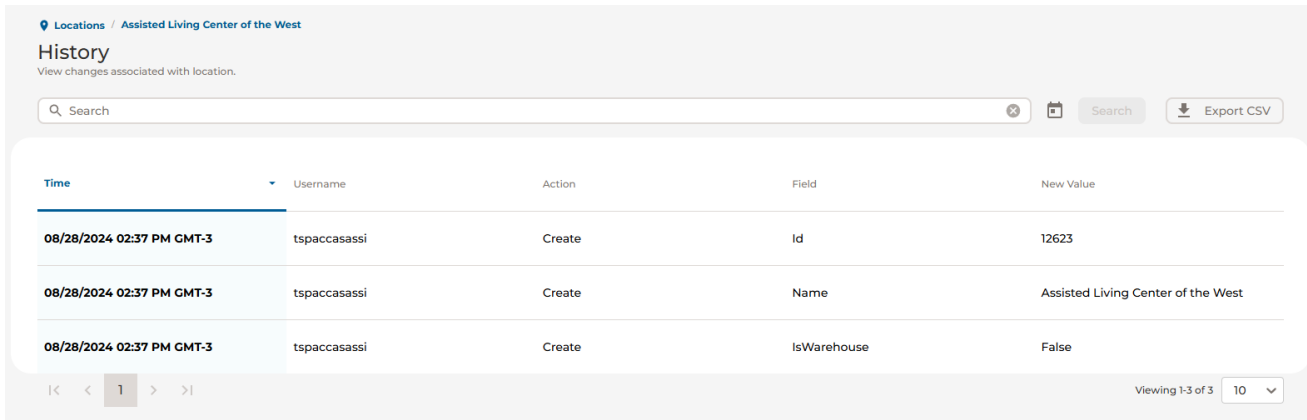 Locations / Assisted Living Center of the West
History
View changes associated with location.
Search Search Export CSV
Time Username Action Field New Value
08/28/2024 02:37 PM GMT-3 tspaccasassi Create Id 12623
08/28/2024 02:37 PM GMT-3 tspaccasassi Create Name Assisted Living Center of the West
08/28/2024 02:37 PM GMT-3 tspaccasassi Create IsWarehouse False
1 Viewing 1-3 of 3 10